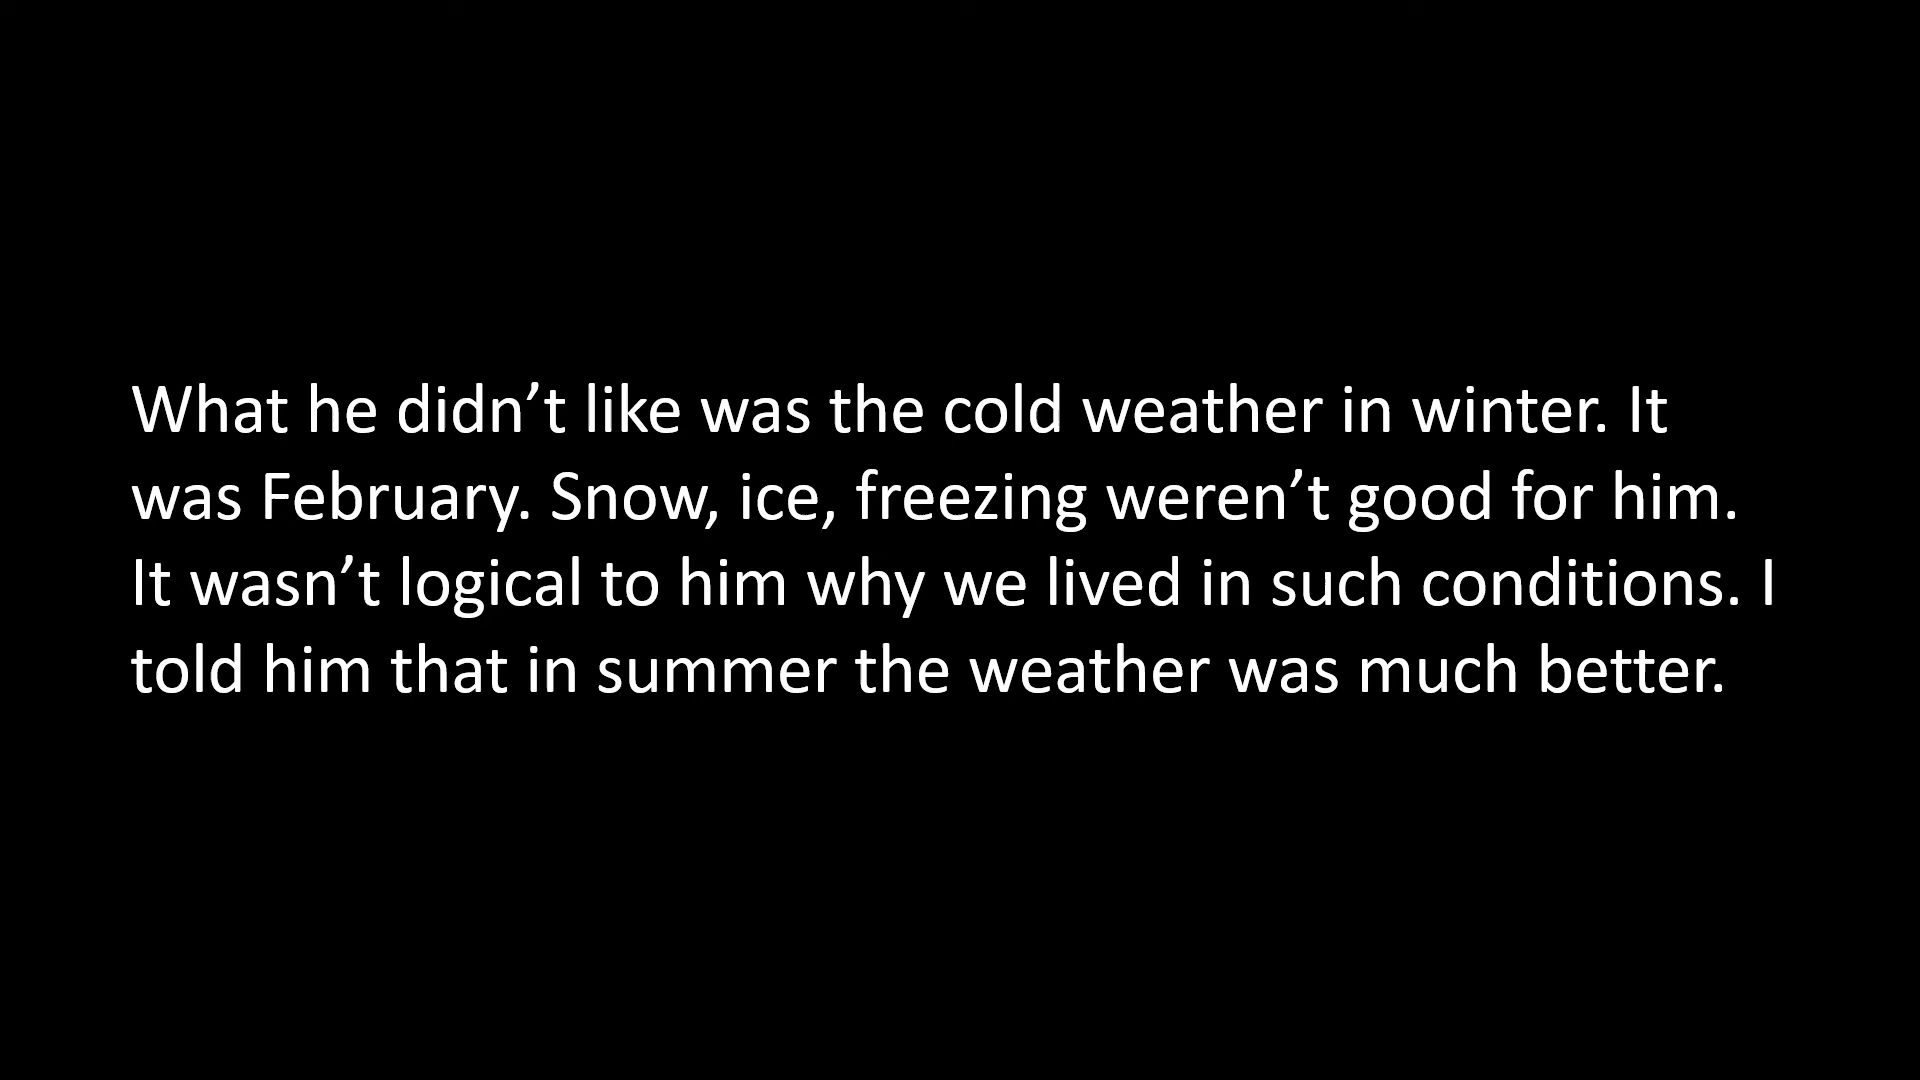 What he didn’t like was the cold weather in winter. It
was February. Snow, ice, freezing weren’t good for him.
It wasn’t logical to him why we lived in such conditions. I
told him that in summer the weather was much better.